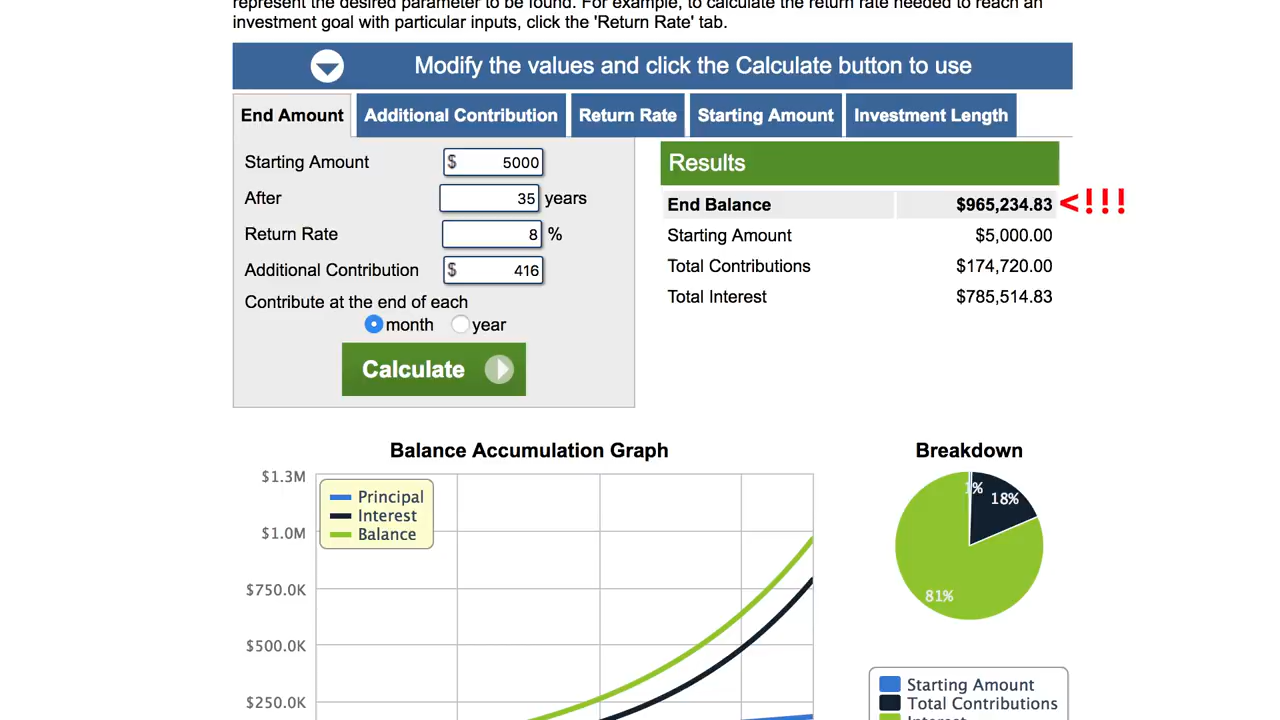 represent the desired parameter to be found. For example, to calculate the return rate needed to reach an
investment goal with particular inputs, click the 'Return Rate' tab.
Modify the values and click the Calculate button to use
End Amount
Additional Contribution
Return Rate
Starting Amount
Investment Length
Starting Amount $ 5000
After 35 years
Return Rate 8 %
Additional Contribution $ 416
Contribute at the end of each
month year
Calculate
Results
End Balance $965,234.83 <!!!
Starting Amount $5,000.00
Total Contributions $174,720.00
Total Interest $785,514.83
Balance Accumulation Graph
$1.3M
$1.0M
$750.0K
$500.0K
$250.0K
Principal
Interest
Balance
Breakdown
1%
18%
81%
Starting Amount
Total Contributions
Interest